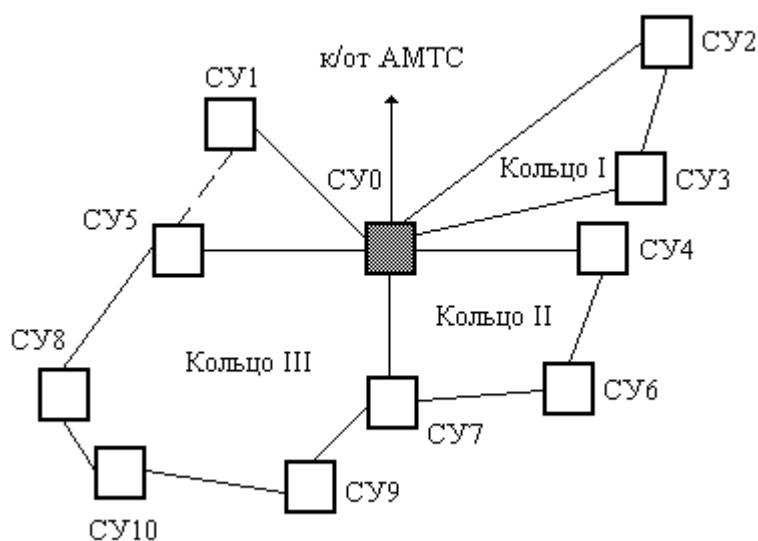 СУ2
к/от АМТС
СУ1
Кольцо I
СУ0
СУ3
СУ5
СУ4
Кольцо II
СУ8
Кольцо III
СУ6
СУ7
СУ9
СУ10